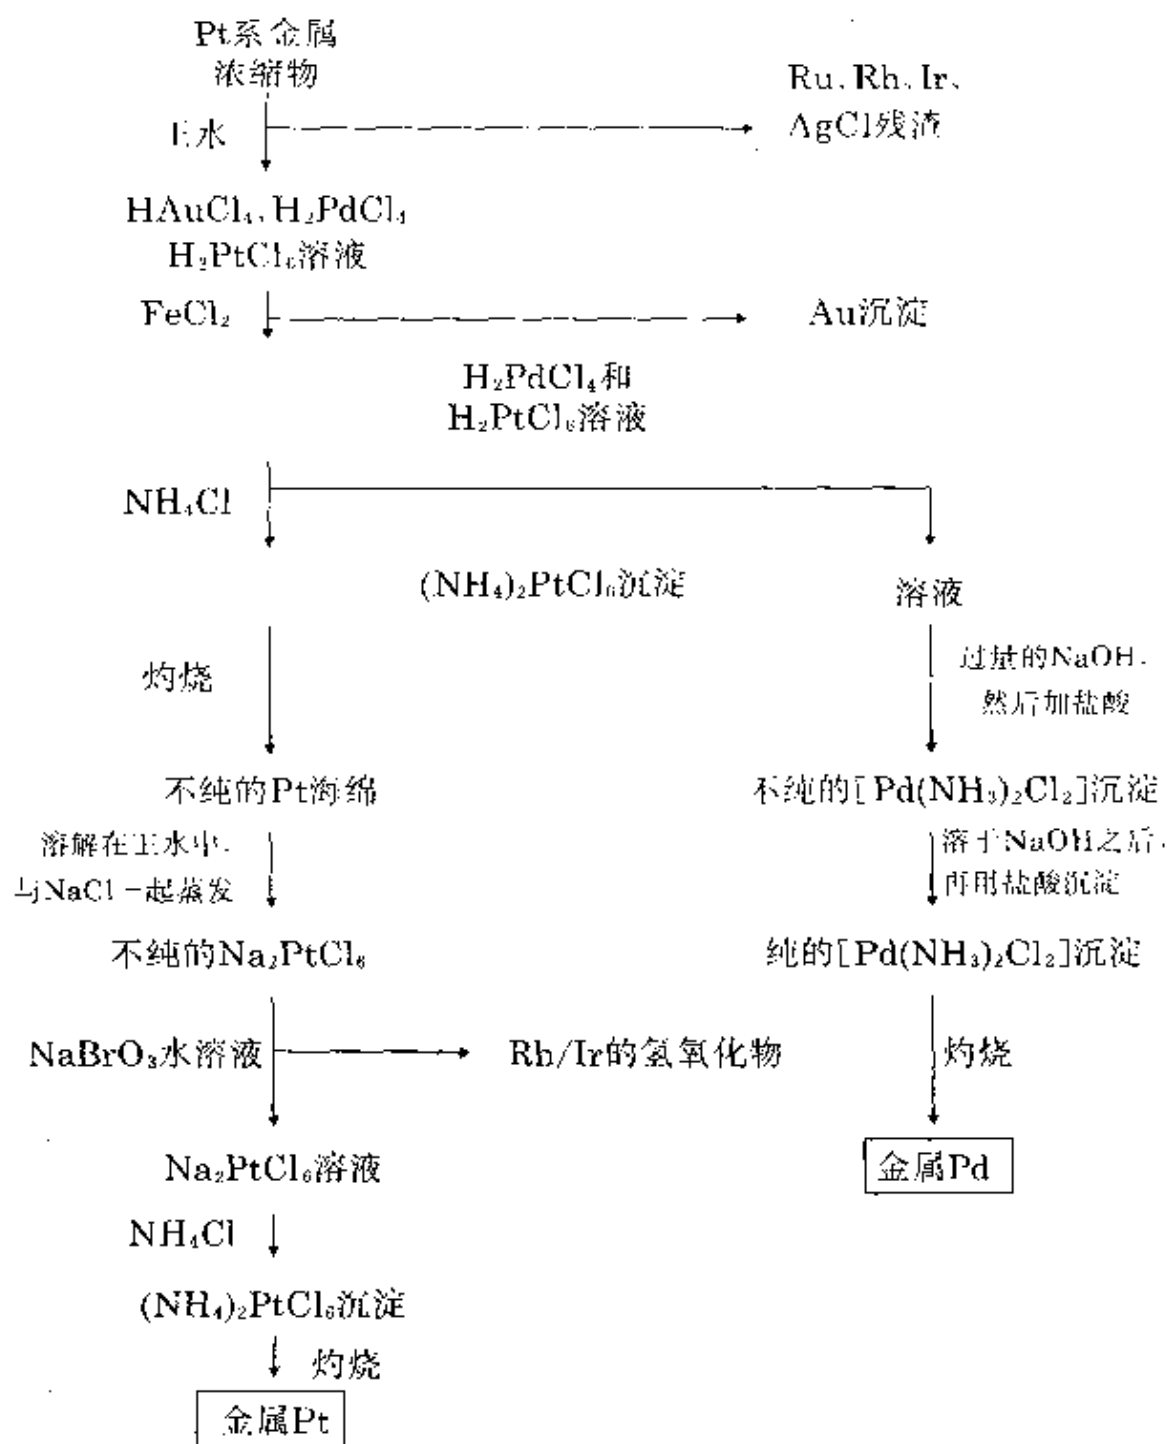 Pt系金属
浓缩物
Ru、Rh、Ir、
AgCl残渣
王水
HAuCl₄、H₂PdCl₄
H₂PtCl₆溶液
FeCl₂
Au沉淀
H₂PdCl₄和
H₂PtCl₆溶液
NH₄Cl
(NH₄)₂PtCl₆沉淀
溶液
灼烧
过量的NaOH,
然后加盐酸
不纯的Pt海绵
不纯的[Pd(NH₃)₂Cl₂]沉淀
溶解在王水中,
与NaCl一起蒸发
溶于NaOH之后,
再用盐酸沉淀
不纯的Na₂PtCl₆
纯的[Pd(NH₃)₂Cl₂]沉淀
NaBrO₃水溶液
Rh/Ir的氢氧化物
灼烧
Na₂PtCl₆溶液
金属Pd
NH₄Cl
(NH₄)₂PtCl₆沉淀
灼烧
金属Pt